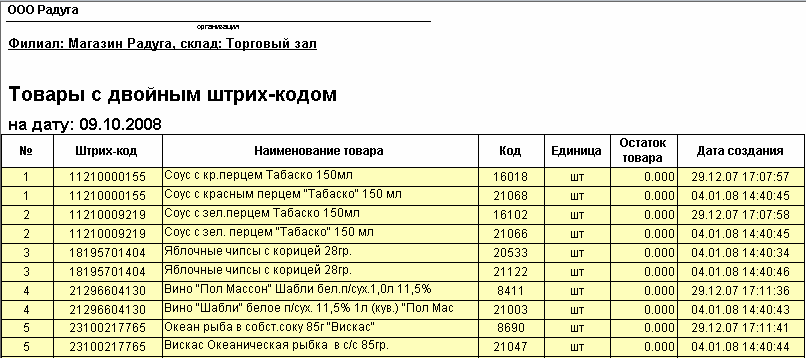 ООО Радуга
организация
Филиал: Магазин Радуга, склад: Торговый зал
Товары с двойным штрих-кодом
на дату: 09.10.2008
№ Штрих-код Наименование товара Код Единица Остаток товара Дата создания
1 11210000155 Соус с кр.перцем Табаско 150мл 16018 шт 0.000 29.12.07 17:07:57
1 11210000155 Соус с красным перцем "Табаско" 150 мл 21068 шт 0.000 04.01.08 14:40:45
2 11210009219 Соус с зел.перцем Табаско 150мл 16102 шт 0.000 29.12.07 17:07:58
2 11210009219 Соус с зел. перцем "Табаско" 150 мл 21066 шт 0.000 04.01.08 14:40:45
3 18195701404 Яблочные чипсы с корицей 28гр. 20533 шт 0.000 04.01.08 14:40:34
3 18195701404 Яблочные чипсы с корицей 28гр. 21122 шт 0.000 04.01.08 14:40:46
4 21296604130 Вино "Пол Массон" Шабли бел.п/сух.1,0л 11,5% 8411 шт 0.000 29.12.07 17:11:36
4 21296604130 Вино "Шабли" белое п/сух. 11,5% 1л (кув.) "Пол Мас 21003 шт 0.000 04.01.08 14:40:43
5 23100217765 Океан рыба в собст.соку 85г "Вискас" 8690 шт 0.000 29.12.07 17:11:41
5 23100217765 Вискас Океаническая рыбка в с/с 85гр. 21047 шт 0.000 04.01.08 14:40:44